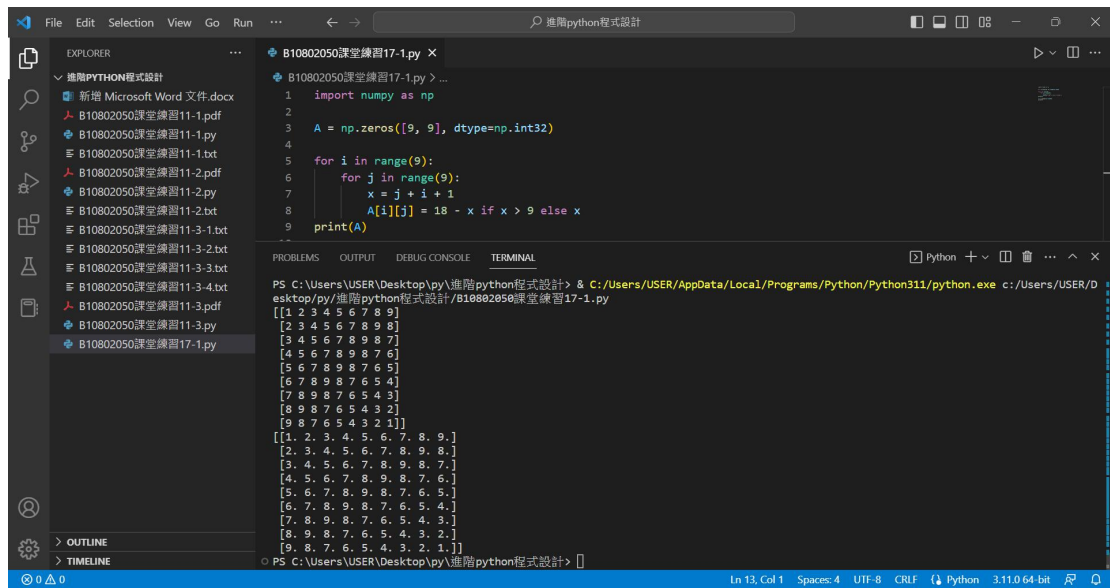 File Edit Selection View Go Run ··· 進階python程式設計
EXPLORER ···
進階PYTHON程式設計
新增 Microsoft Word 文件.docx
B10802050課堂練習11-1.pdf
B10802050課堂練習11-1.py
B10802050課堂練習11-1.txt
B10802050課堂練習11-2.pdf
B10802050課堂練習11-2.py
B10802050課堂練習11-2.txt
B10802050課堂練習11-3-1.txt
B10802050課堂練習11-3-2.txt
B10802050課堂練習11-3-3.txt
B10802050課堂練習11-3-4.txt
B10802050課堂練習11-3.pdf
B10802050課堂練習11-3.py
B10802050課堂練習17-1.py
OUTLINE
TIMELINE
B10802050課堂練習17-1.py
B10802050課堂練習17-1.py > ...
1 import numpy as np
2
3 A = np.zeros([9, 9], dtype=np.int32)
4
5 for i in range(9):
6 for j in range(9):
7 x = j + i + 1
8 A[i][j] = 18 - x if x > 9 else x
9 print(A)
PROBLEMS OUTPUT DEBUG CONSOLE TERMINAL Python
PS C:\Users\USER\Desktop\py\進階python程式設計> & C:/Users/USER/AppData/Local/Programs/Python/Python311/python.exe c:/Users/USER/D
esktop/py/進階python程式設計/B10802050課堂練習17-1.py
[[1 2 3 4 5 6 7 8 9]
[2 3 4 5 6 7 8 9 8]
[3 4 5 6 7 8 9 8 7]
[4 5 6 7 8 9 8 7 6]
[5 6 7 8 9 8 7 6 5]
[6 7 8 9 8 7 6 5 4]
[7 8 9 8 7 6 5 4 3]
[8 9 8 7 6 5 4 3 2]
[9 8 7 6 5 4 3 2 1]]
[[1. 2. 3. 4. 5. 6. 7. 8. 9.]
[2. 3. 4. 5. 6. 7. 8. 9. 8.]
[3. 4. 5. 6. 7. 8. 9. 8. 7.]
[4. 5. 6. 7. 8. 9. 8. 7. 6.]
[5. 6. 7. 8. 9. 8. 7. 6. 5.]
[6. 7. 8. 9. 8. 7. 6. 5. 4.]
[7. 8. 9. 8. 7. 6. 5. 4. 3.]
[8. 9. 8. 7. 6. 5. 4. 3. 2.]
[9. 8. 7. 6. 5. 4. 3. 2. 1.]]
PS C:\Users\USER\Desktop\py\進階python程式設計>
0 0 Ln 13, Col 1 Spaces: 4 UTF-8 CRLF Python 3.11.0 64-bit